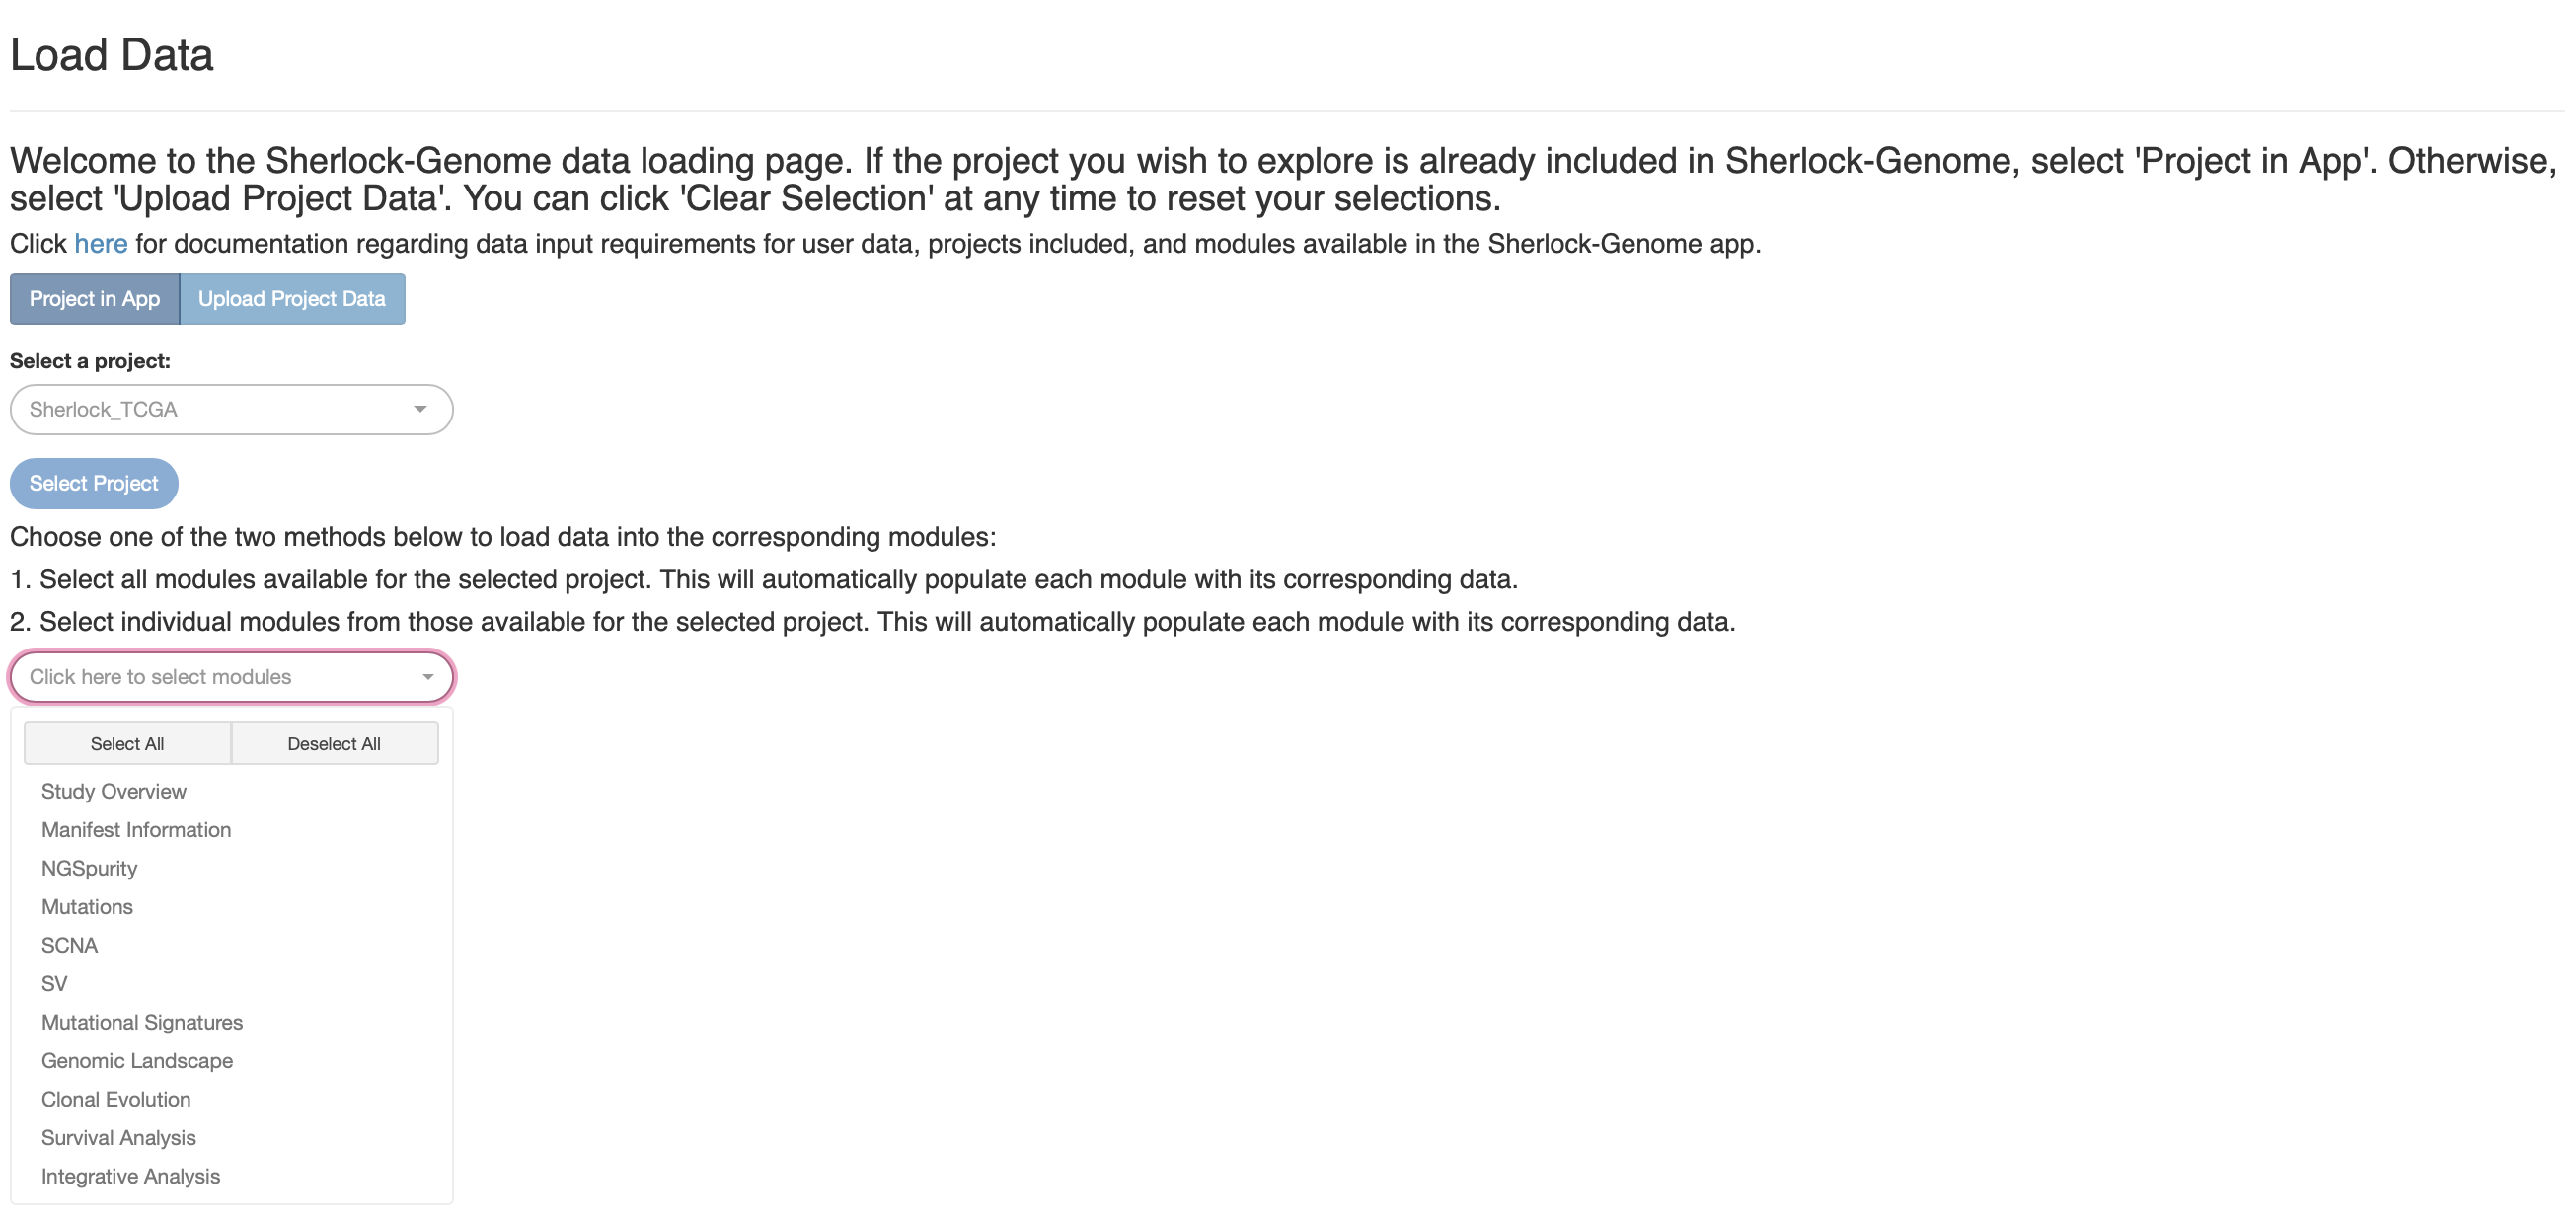 Load Data
Welcome to the Sherlock-Genome data loading page. If the project you wish to explore is already included in Sherlock-Genome, select 'Project in App'. Otherwise,
select 'Upload Project Data'. You can click 'Clear Selection' at any time to reset your selections.
Click here for documentation regarding data input requirements for user data, projects included, and modules available in the Sherlock-Genome app.
Project in App Upload Project Data
Select a project:
Sherlock_TCGA
Select Project
Choose one of the two methods below to load data into the corresponding modules:
1. Select all modules available for the selected project. This will automatically populate each module with its corresponding data.
2. Select individual modules from those available for the selected project. This will automatically populate each module with its corresponding data.
Click here to select modules
Select All Deselect All
Study Overview
Manifest Information
NGSpurity
Mutations
SCNA
SV
Mutational Signatures
Genomic Landscape
Clonal Evolution
Survival Analysis
Integrative Analysis